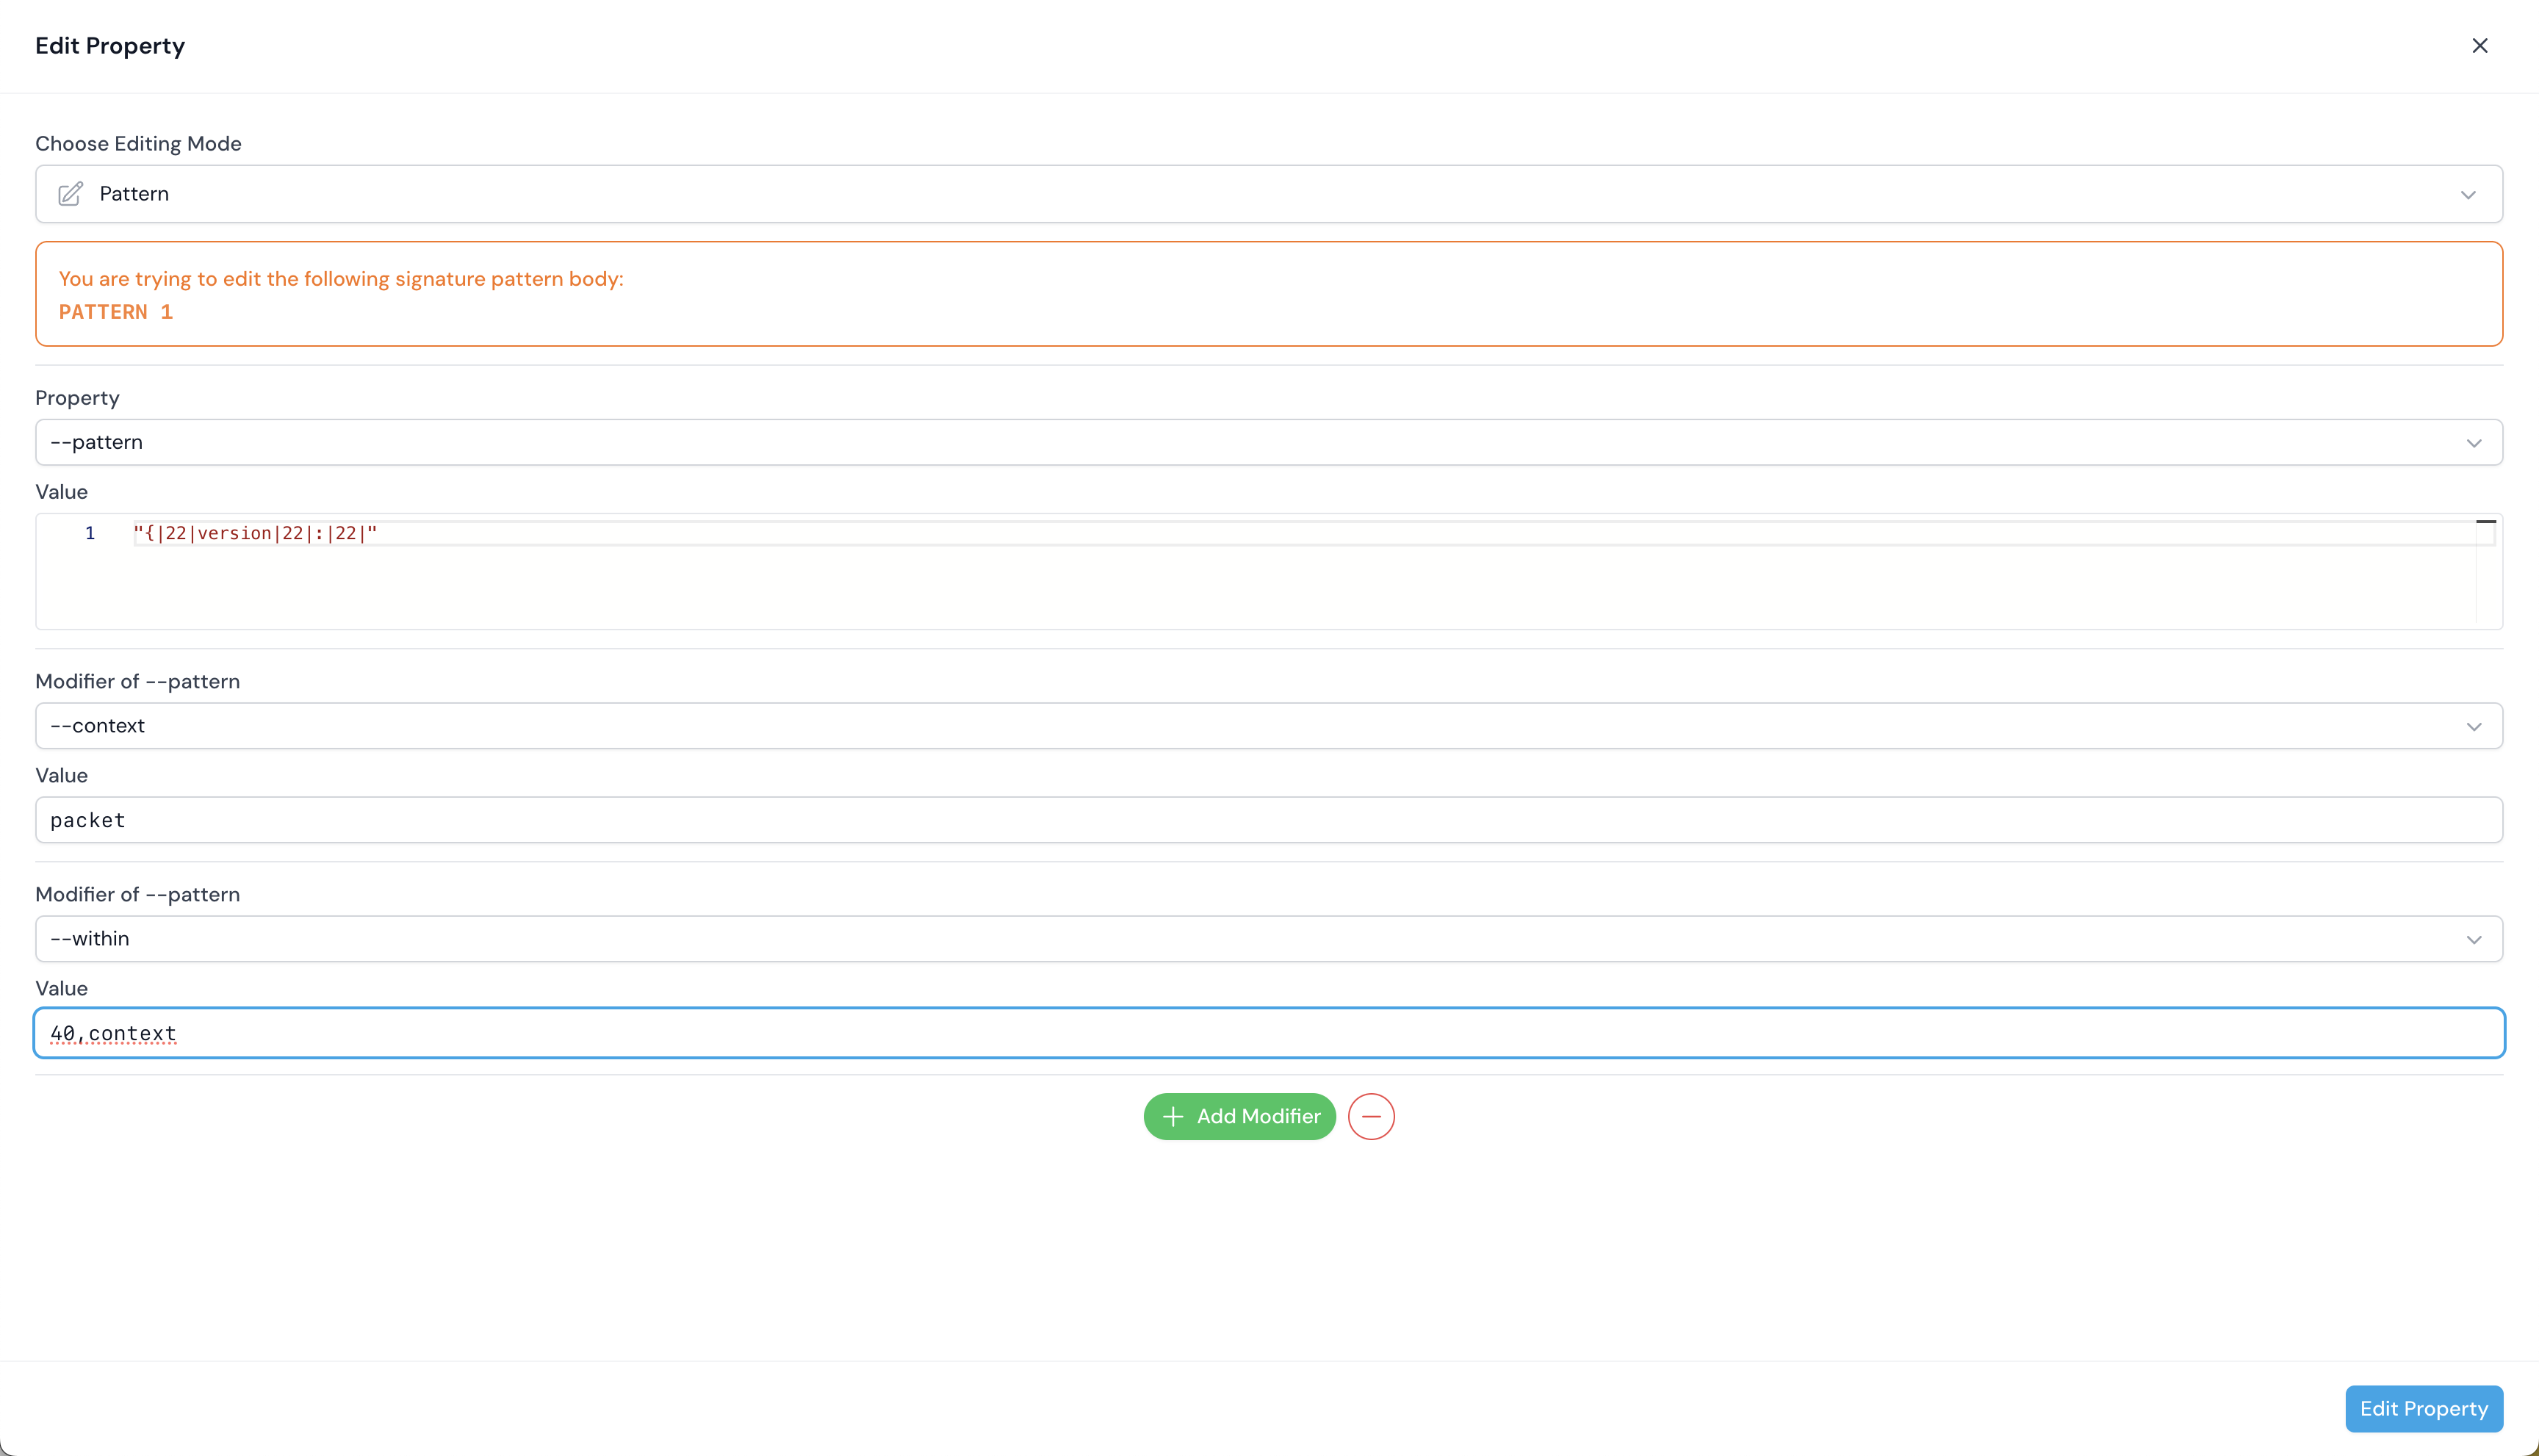 Edit Property
Choose Editing Mode
Pattern
You are trying to edit the following signature pattern body:
PATTERN 1
Property
--pattern
Value
1 "{|22|version|22|:|22|"
Modifier of --pattern
--context
Value
packet
Modifier of --pattern
--within
Value
40,context
Add Modifier
Edit Property